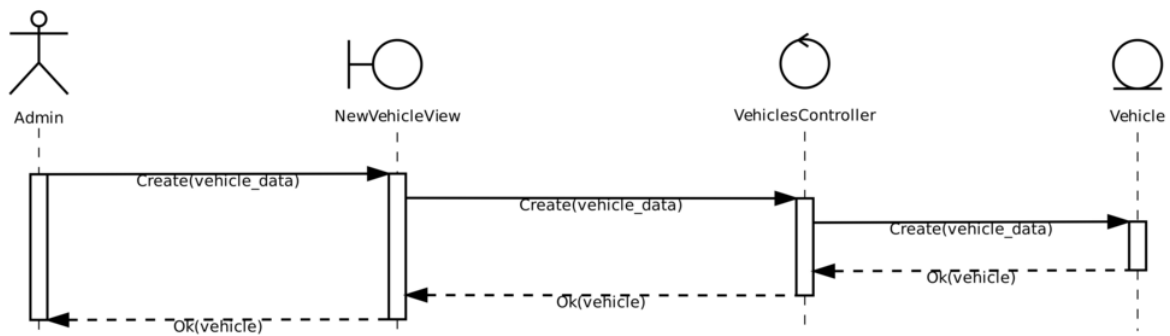 Admin
NewVehicleView
VehiclesController
Vehicle
Create(vehicle_data)
Create(vehicle_data)
Create(vehicle_data)
Ok(vehicle)
Ok(vehicle)
Ok(vehicle)